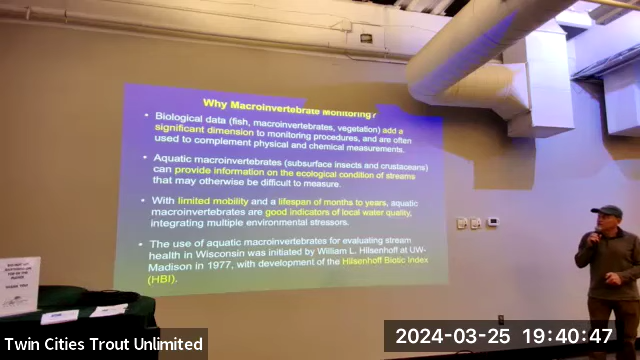 Why Macroinvertebrate Monitoring?
• Biological data (fish, macroinvertebrates, vegetation) add a
significant dimension to monitoring procedures, and are often
used to complement physical and chemical measurements.
• Aquatic macroinvertebrates (subsurface insects and crustaceans)
can provide information on the ecological condition of streams
that may otherwise be difficult to measure.
• With limited mobility and a lifespan of months to years, aquatic
macroinvertebrates are good indicators of local water quality,
integrating multiple environmental stressors.
• The use of aquatic macroinvertebrates for evaluating stream
health in Wisconsin was initiated by William L. Hilsenhoff at UW-
Madison in 1977, with development of the Hilsenhoff Biotic Index
(HBI).
Twin Cities Trout Unlimited
2024-03-25 19:40:47